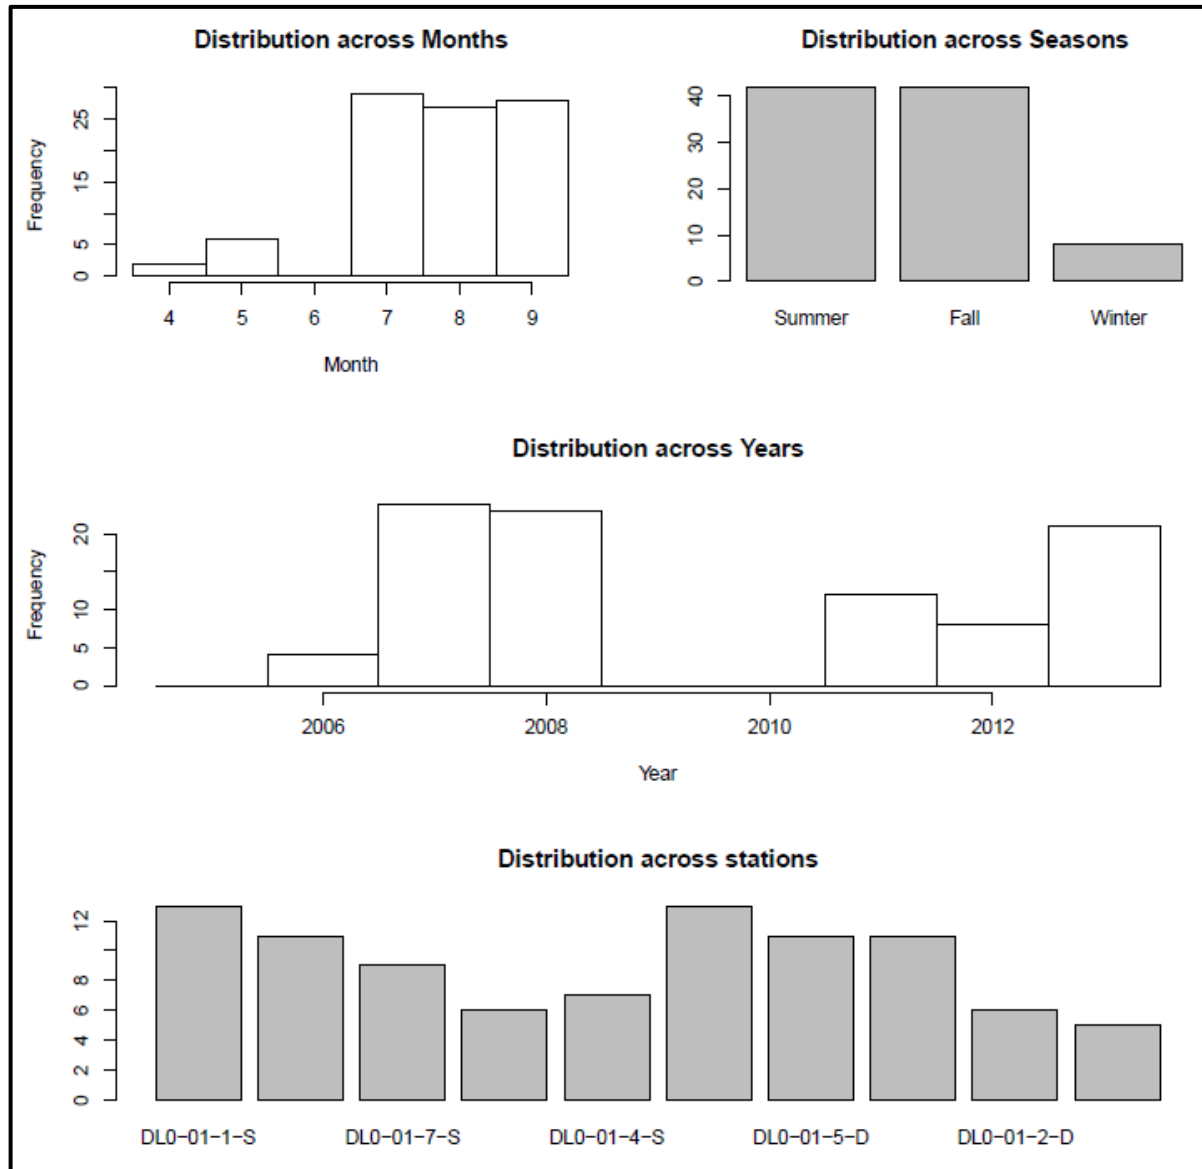 Distribution across Months
Frequency
25
15
5
0
4 5 6 7 8 9
Month
Distribution across Seasons
40
30
20
10
0
Summer Fall Winter
Distribution across Years
Frequency
20
10
5
0
2006 2008 2010 2012
Year
Distribution across stations
12
8
6
4
2
0
DL0-01-1-S DL0-01-7-S DL0-01-4-S DL0-01-5-D DL0-01-2-D